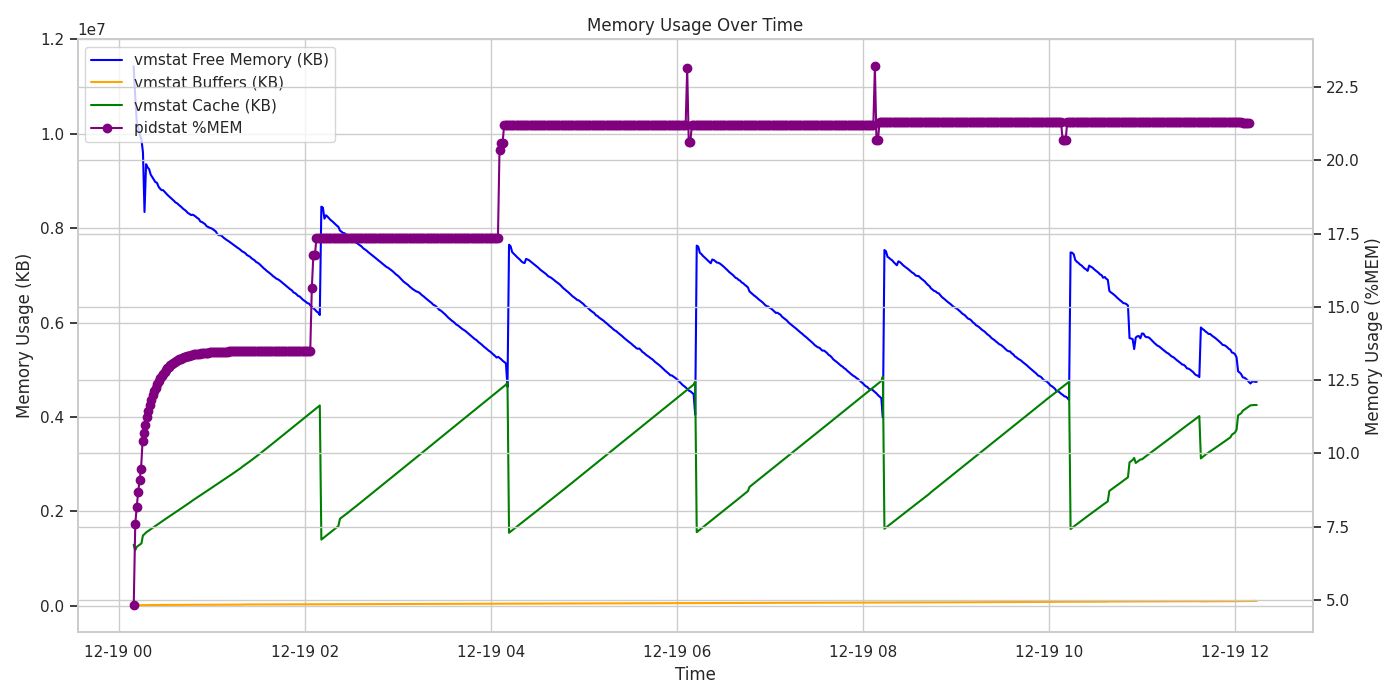 Memory Usage Over Time
1e7
vmstat Free Memory (KB)
vmstat Buffers (KB)
vmstat Cache (KB)
pidstat %MEM
1.2
1.0
0.8
0.6
0.4
0.2
0.0
Memory Usage (KB)
22.5
20.0
17.5
15.0
12.5
10.0
7.5
5.0
Memory Usage (%MEM)
12-19 00
12-19 02
12-19 04
12-19 06
12-19 08
12-19 10
12-19 12
Time